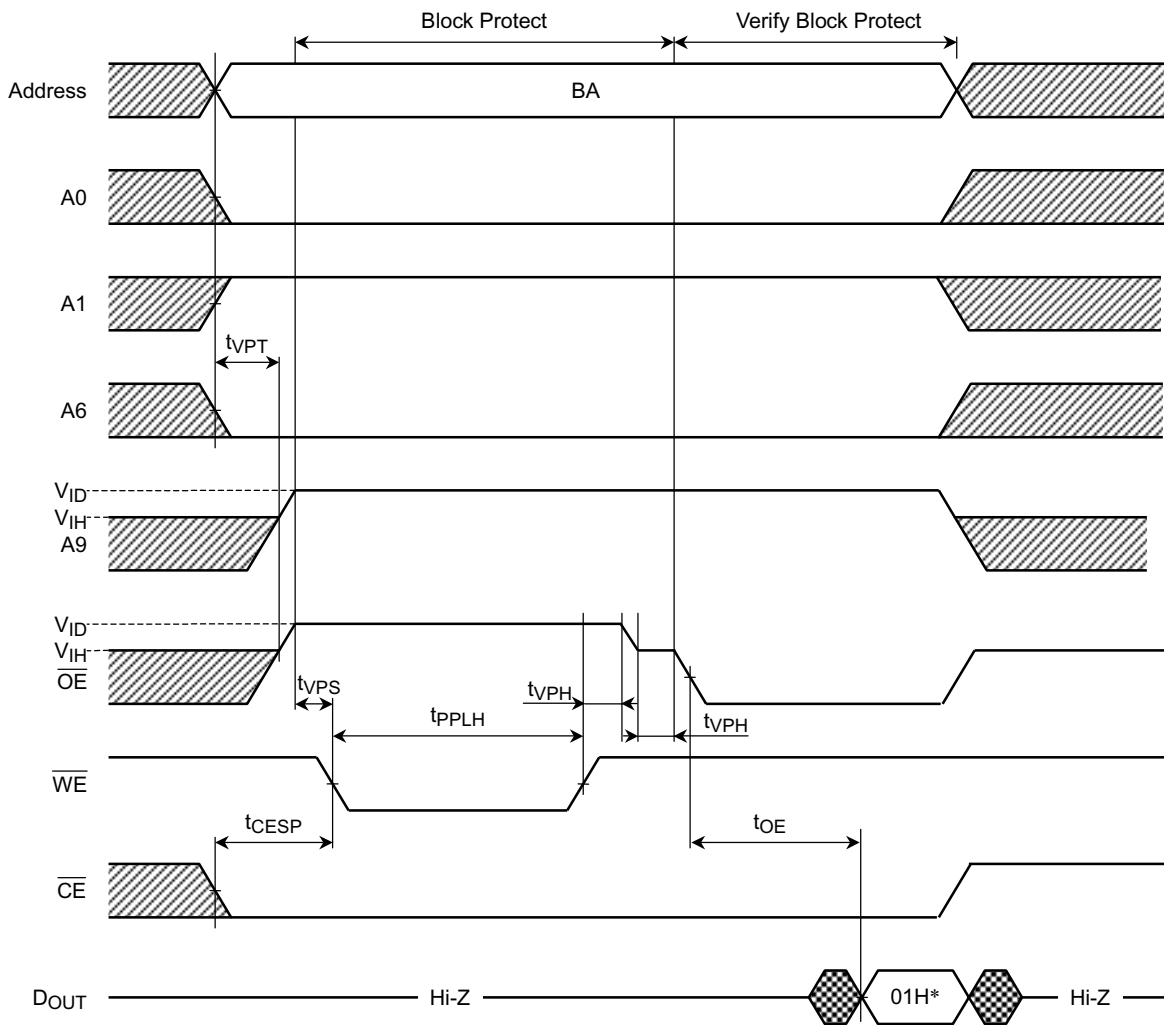 Block Protect Verify Block Protect
Address BA
A0
A1
tVPT
A6
VID
VIH
A9
VID
VIH
OE
tVPS
tVPH
tPPLH
tVPH
WE
tCESP
tOE
CE
DOUT Hi-Z 01H* Hi-Z